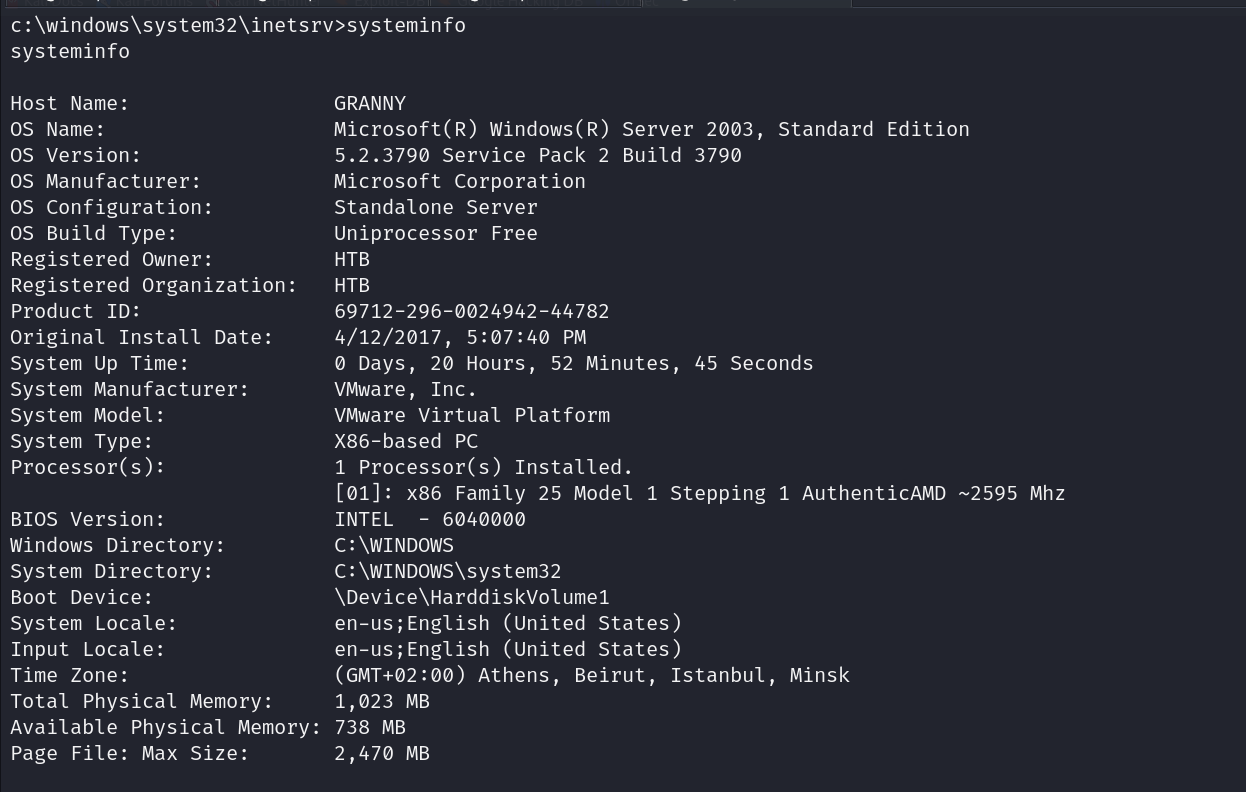 c:\windows\system32\inetsrv>systeminfo
systeminfo
Host Name: GRANNY
OS Name: Microsoft(R) Windows(R) Server 2003, Standard Edition
OS Version: 5.2.3790 Service Pack 2 Build 3790
OS Manufacturer: Microsoft Corporation
OS Configuration: Standalone Server
OS Build Type: Uniprocessor Free
Registered Owner: HTB
Registered Organization: HTB
Product ID: 69712-296-0024942-44782
Original Install Date: 4/12/2017, 5:07:40 PM
System Up Time: 0 Days, 20 Hours, 52 Minutes, 45 Seconds
System Manufacturer: VMware, Inc.
System Model: VMware Virtual Platform
System Type: X86-based PC
Processor(s): 1 Processor(s) Installed.
[01]: x86 Family 25 Model 1 Stepping 1 AuthenticAMD ~2595 Mhz
BIOS Version: INTEL  - 6040000
Windows Directory: C:\WINDOWS
System Directory: C:\WINDOWS\system32
Boot Device: \Device\HarddiskVolume1
System Locale: en-us;English (United States)
Input Locale: en-us;English (United States)
Time Zone: (GMT+02:00) Athens, Beirut, Istanbul, Minsk
Total Physical Memory: 1,023 MB
Available Physical Memory: 738 MB
Page File: Max Size: 2,470 MB